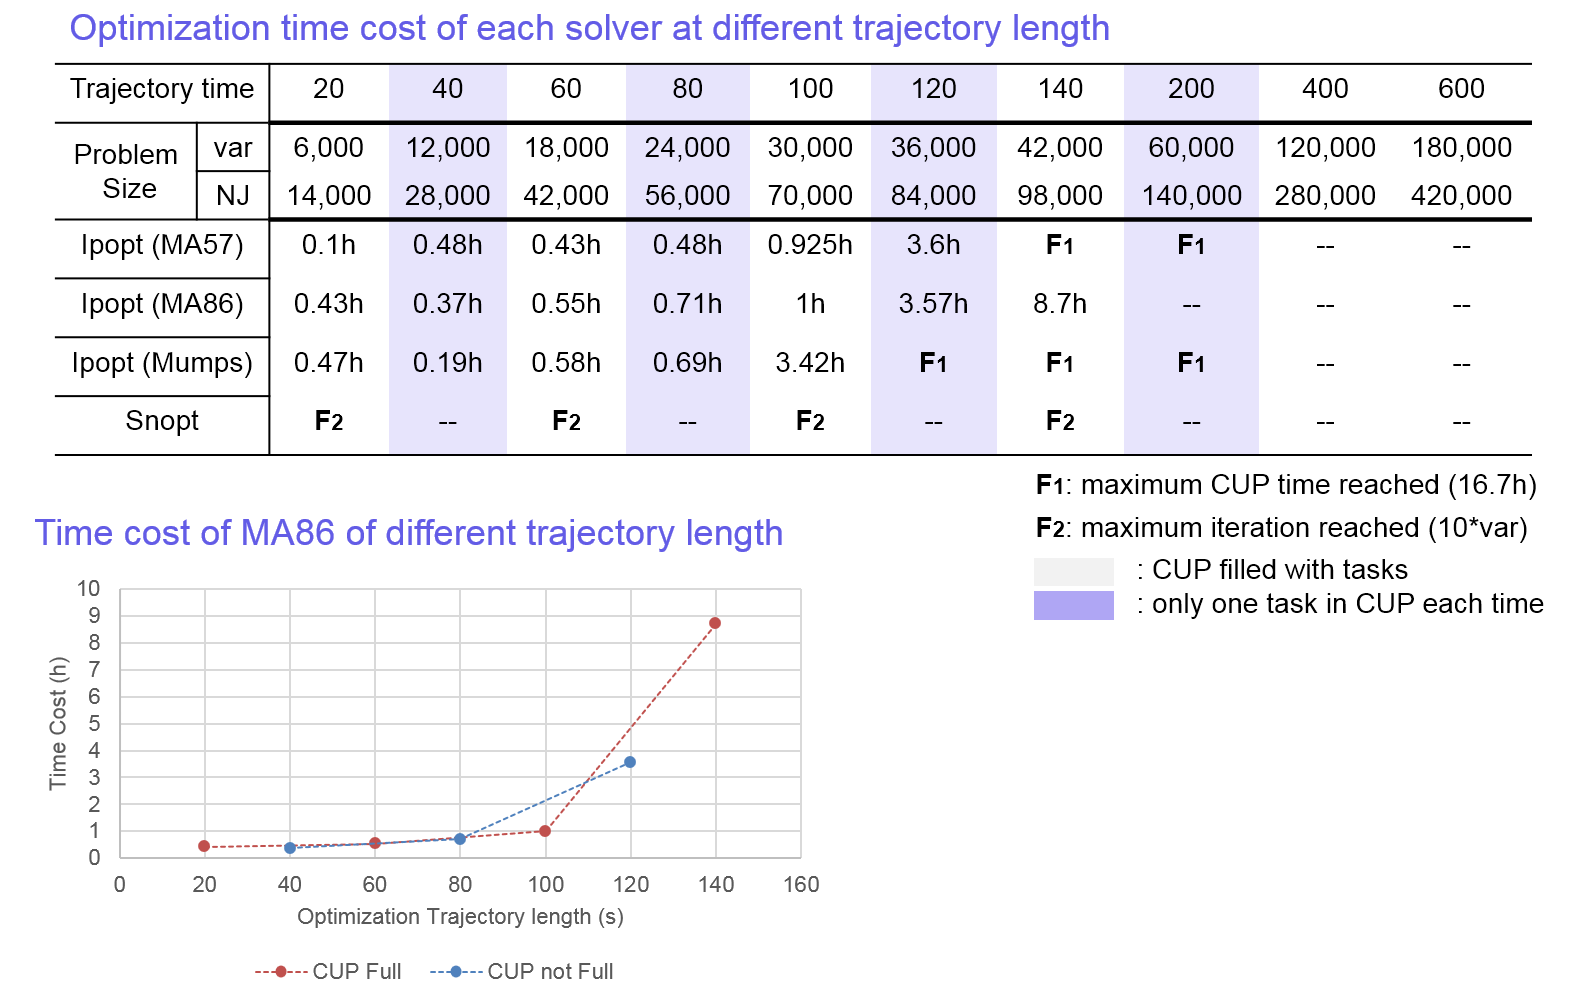 Optimization time cost of each solver at different trajectory length
Trajectory time 20 40 60 80 100 120 140 200 400 600
Problem Size var 6,000 12,000 18,000 24,000 30,000 36,000 42,000 60,000 120,000 180,000
NJ 14,000 28,000 42,000 56,000 70,000 84,000 98,000 140,000 280,000 420,000
Ipopt (MA57) 0.1h 0.48h 0.43h 0.48h 0.925h 3.6h F1 F1 -- --
Ipopt (MA86) 0.43h 0.37h 0.55h 0.71h 1h 3.57h 8.7h -- -- --
Ipopt (Mumps) 0.47h 0.19h 0.58h 0.69h 3.42h F1 F1 F1 -- --
Snopt F2 -- F2 -- F2 -- F2 -- -- --
F1: maximum CUP time reached (16.7h)
F2: maximum iteration reached (10*var)
: CUP filled with tasks
: only one task in CUP each time
Time cost of MA86 of different trajectory length
Time Cost (h)
10
9
8
7
6
5
4
3
2
1
0
0 20 40 60 80 100 120 140 160
Optimization Trajectory length (s)
CUP Full CUP not Full